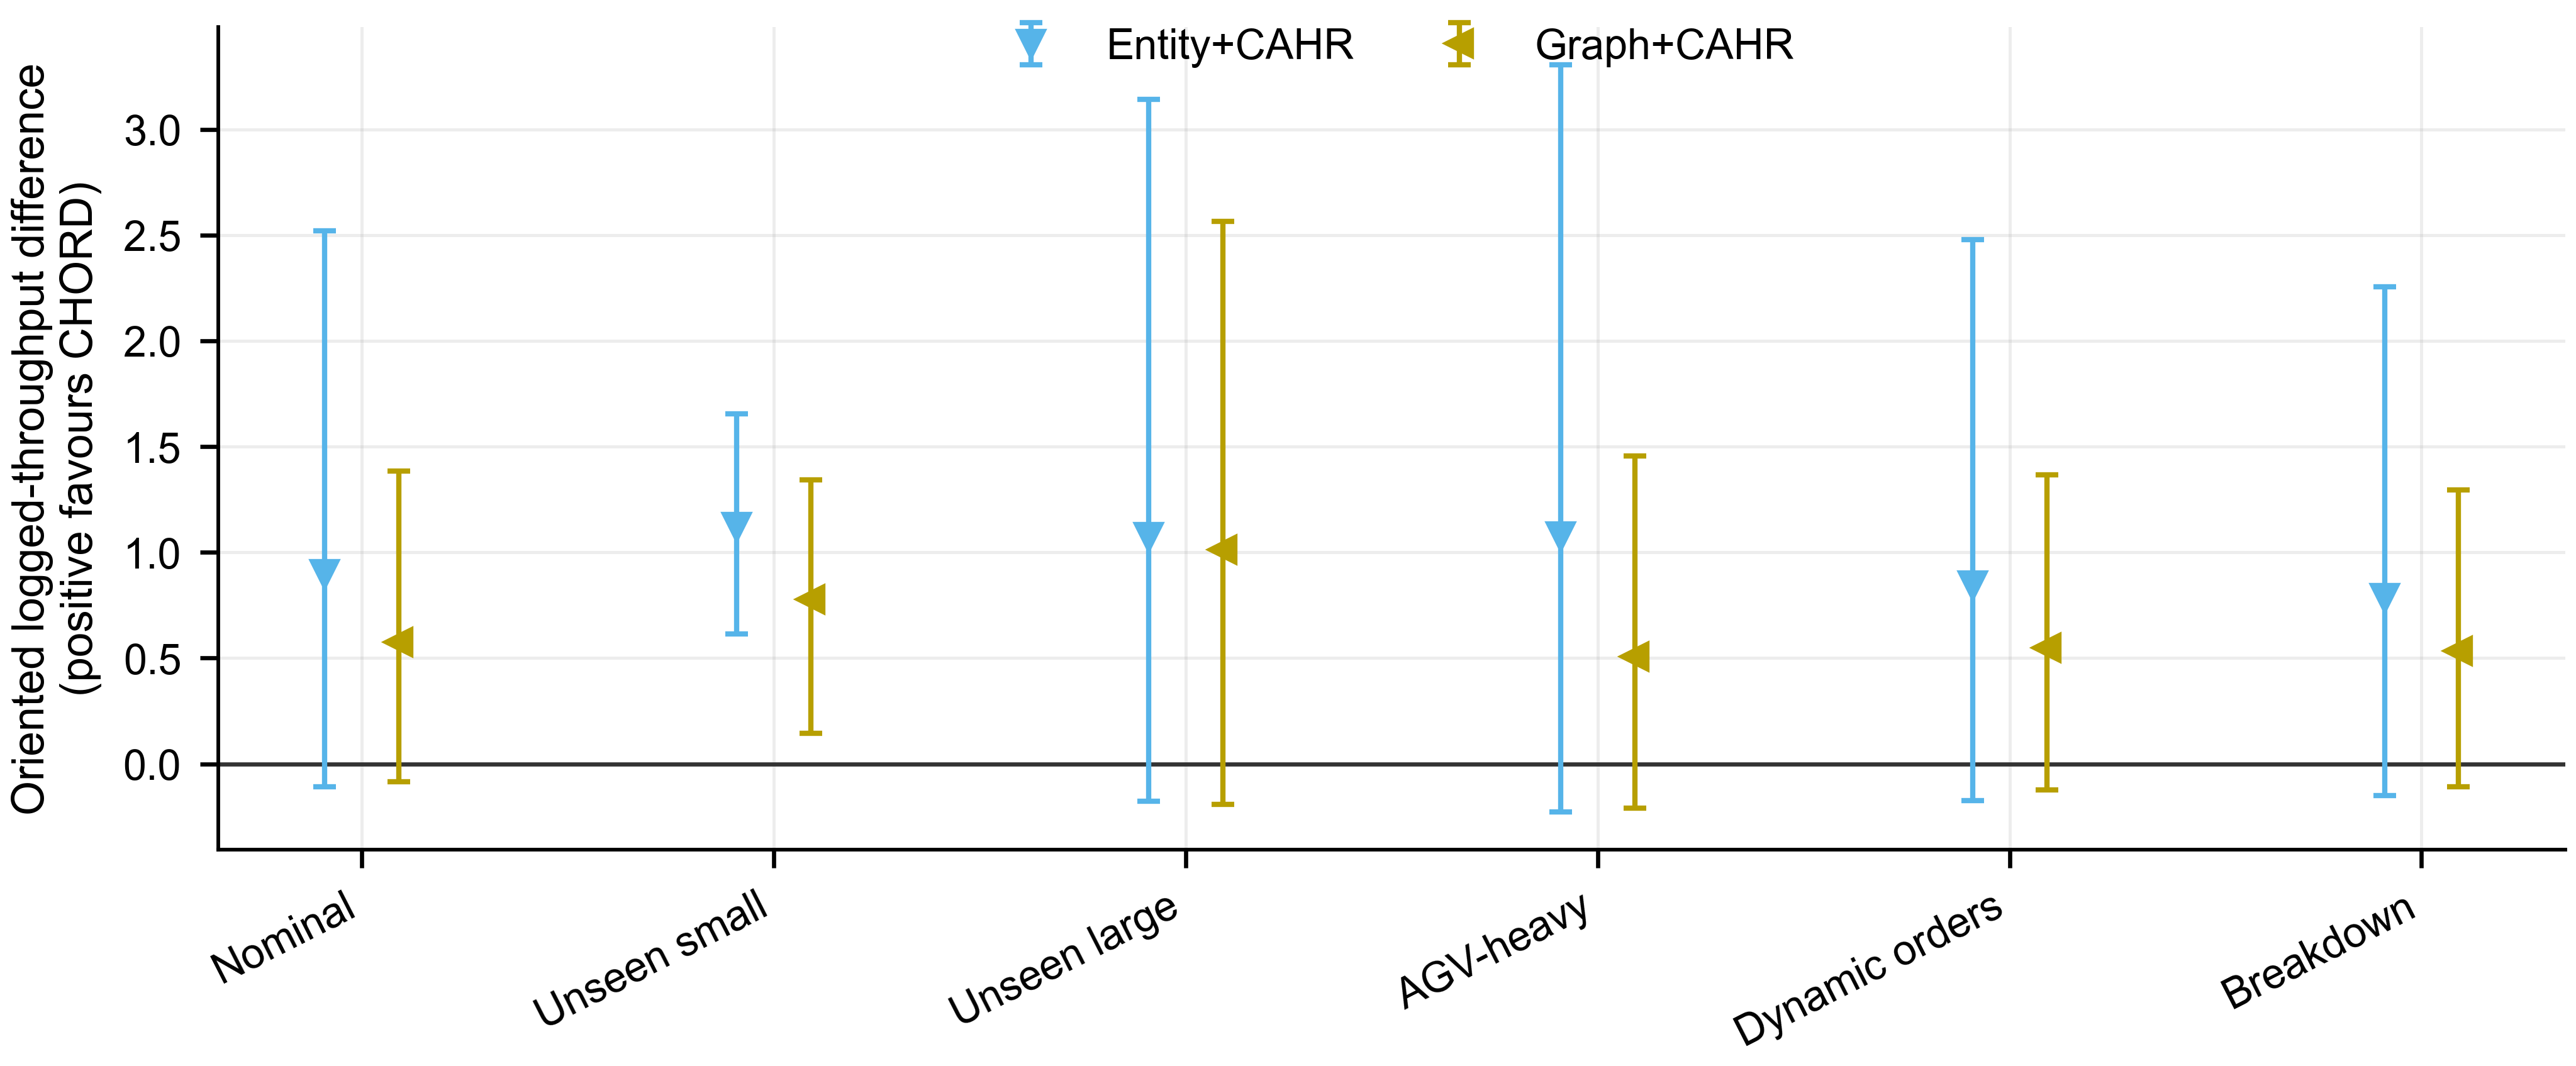 Entity+CAHR
Graph+CAHR
Oriented logged-throughput difference
(positive favours CHORD)
3.0
2.5
2.0
1.5
1.0
0.5
0.0
Nominal
Unseen small
Unseen large
AGV-heavy
Dynamic orders
Breakdown